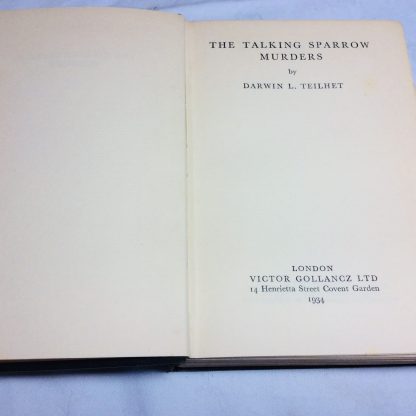 THE TALKING SPARROW
MURDERS
by
DARWIN L. TEILHET
LONDON
VICTOR GOLLANCZ LTD
14 Henrietta Street Covent Garden
1934